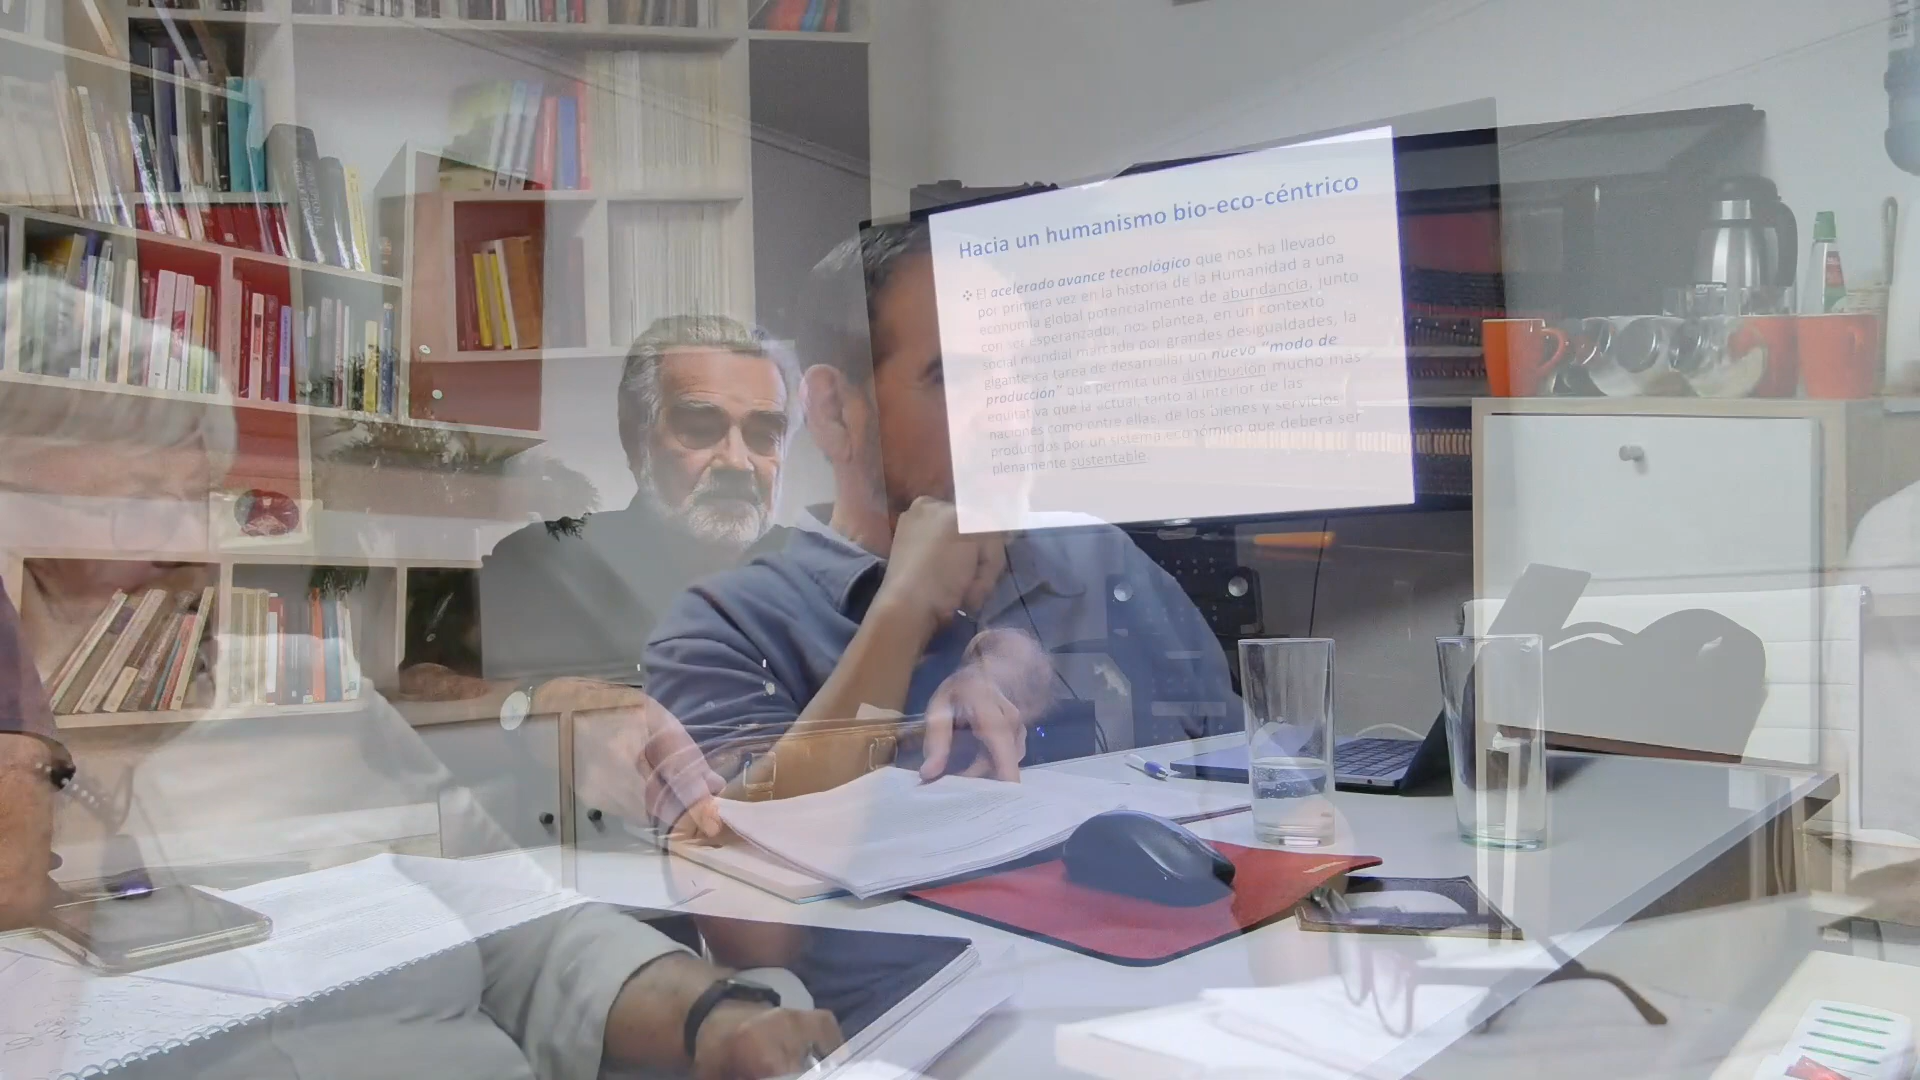 Hacia un humanismo bio-eco-céntrico
❖ El acelerado avance tecnológico que nos ha llevado
por primera vez en la historia de la Humanidad a una
economía global potencialmente de abundancia, junto
con ser esperanzador, nos plantea, en un contexto
social mundial marcado por grandes desigualdades, la
gigantesca tarea de desarrollar un nuevo "modo de
producción" que permita una distribución mucho más
equitativa que la actual, tanto al interior de las
naciones como entre ellas, de los bienes y servicios
producidos por un sistema económico que deberá ser
plenamente sustentable.